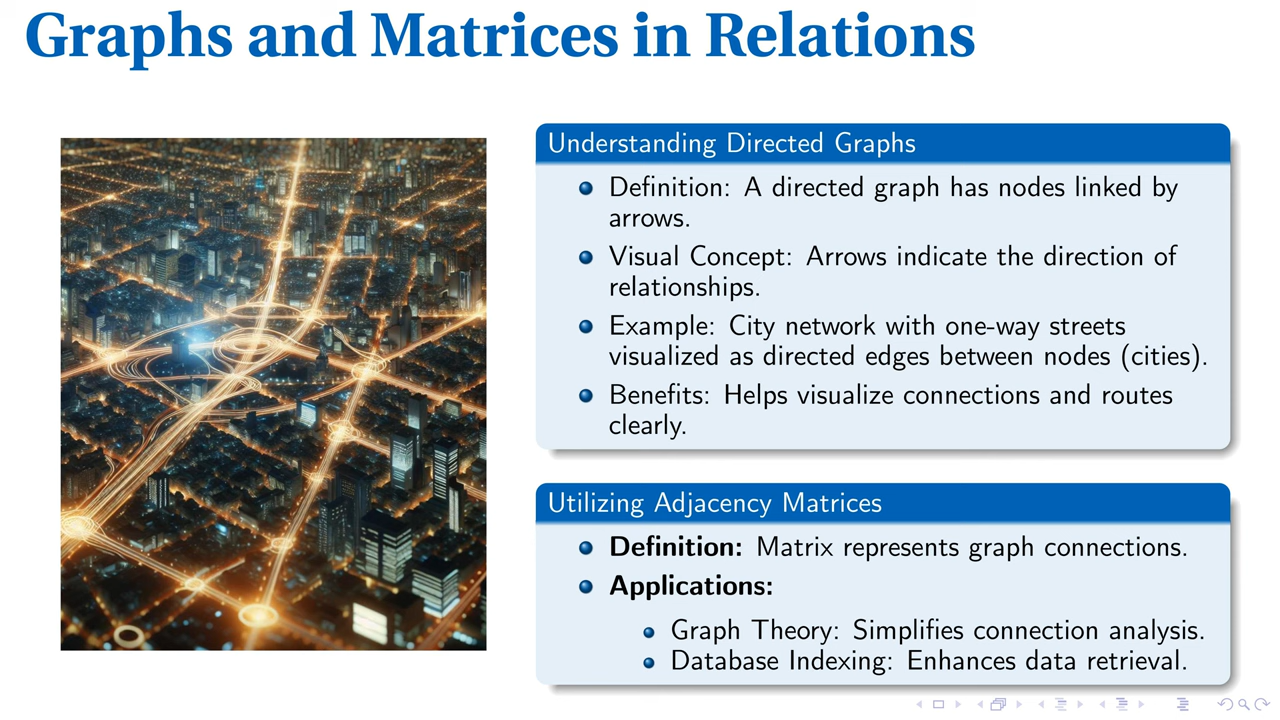 Graphs and Matrices in Relations
Understanding Directed Graphs
Definition: A directed graph has nodes linked by
arrows.
Visual Concept: Arrows indicate the direction of
relationships.
Example: City network with one-way streets
visualized as directed edges between nodes (cities).
Benefits: Helps visualize connections and routes
clearly.
Utilizing Adjacency Matrices
Definition: Matrix represents graph connections.
Applications:
Graph Theory: Simplifies connection analysis.
Database Indexing: Enhances data retrieval.